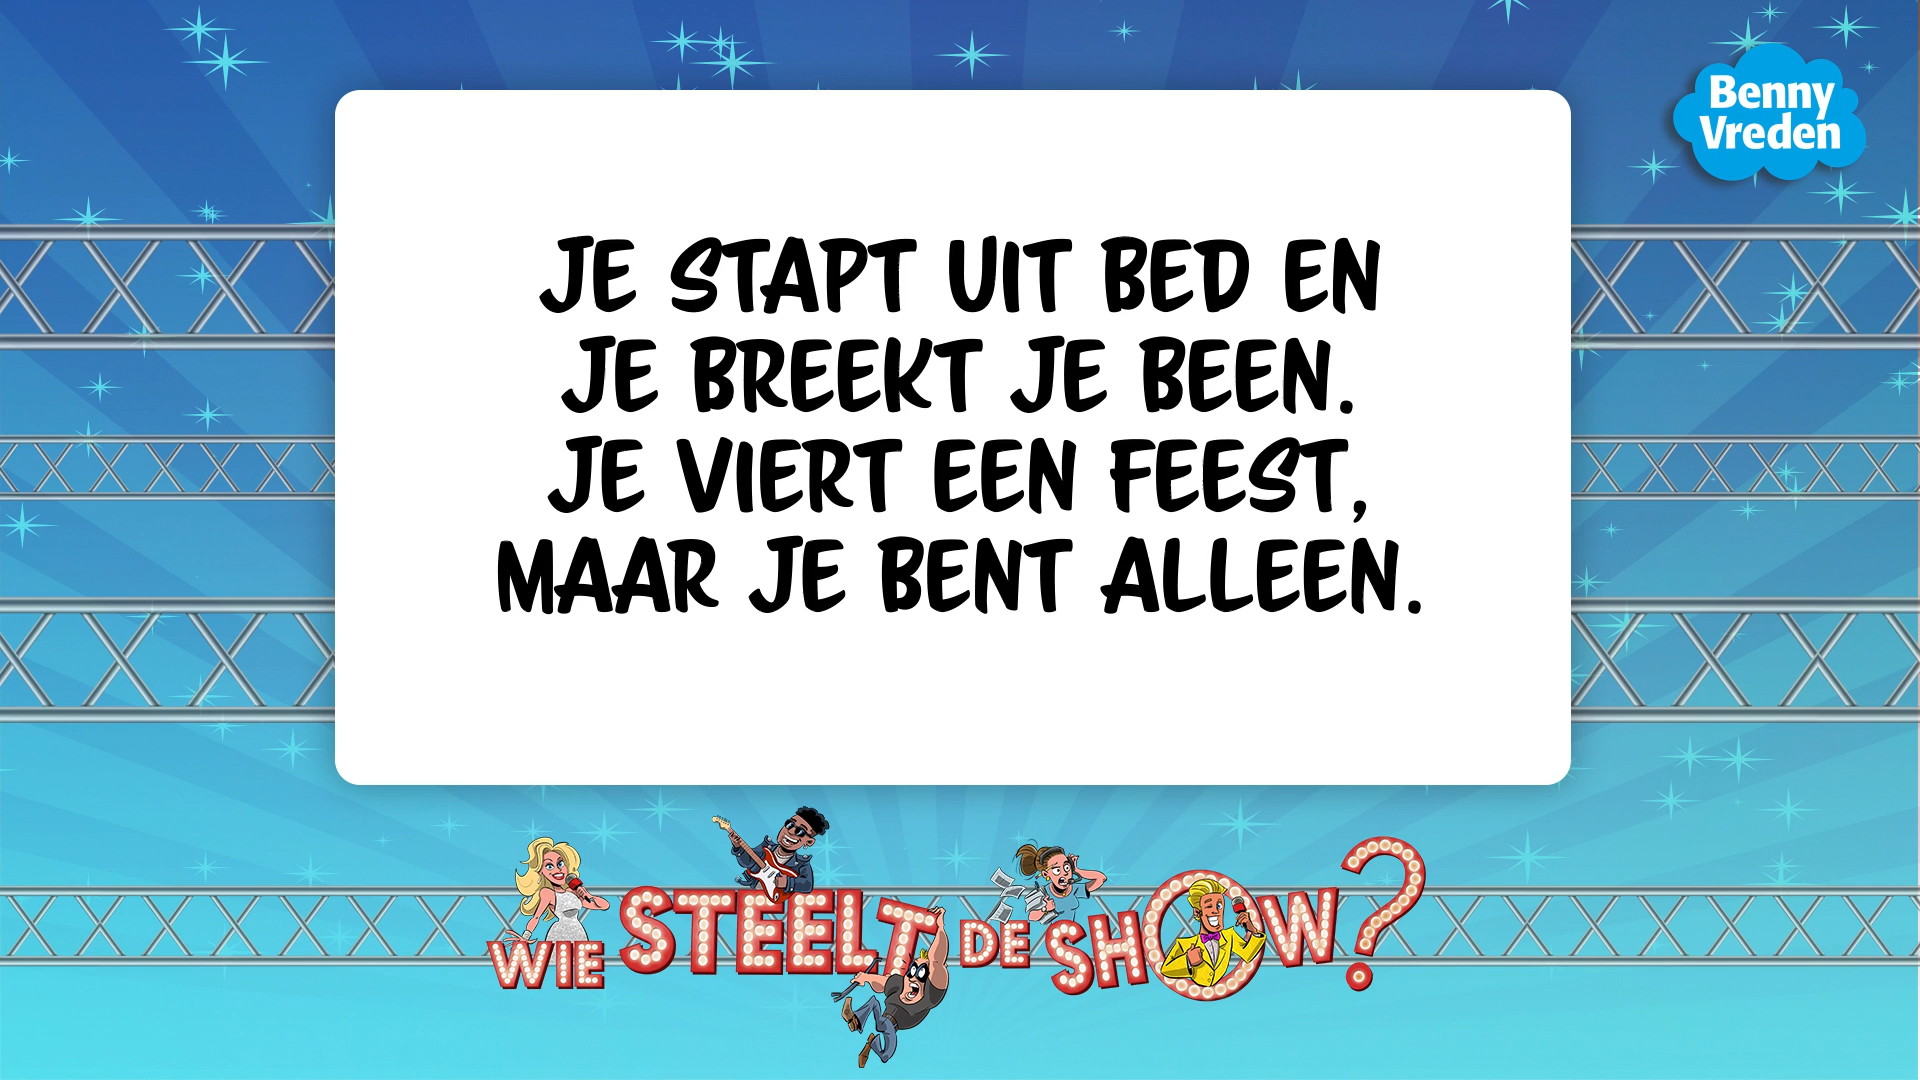 Benny
Vreden
JE STAPT UIT BED EN
JE BREEKT JE BEEN.
JE VIERT EEN FEEST,
MAAR JE BENT ALLEEN.
WIE STEELT DE SHOW?